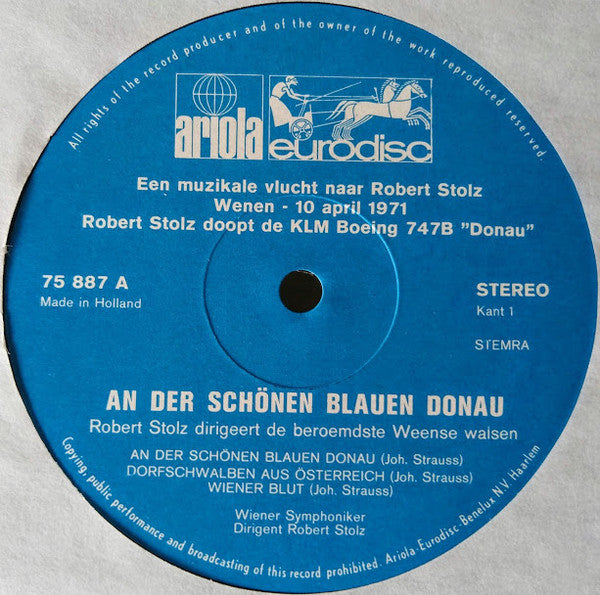 All rights of the record producer and of the owner of the work reproduced reserved.
ariola eurodisc
Een muzikale vlucht naar Robert Stolz
Wenen - 10 april 1971
Robert Stolz doopt de KLM Boeing 747B "Donau"
75 887 A
Made in Holland
STEREO
Kant 1
STEMRA
AN DER SCHÖNEN BLAUEN DONAU
Robert Stolz dirigeert de beroemdste Weense walsen
AN DER SCHÖNEN BLAUEN DONAU (Joh. Strauss)
DORFSCHWALBEN AUS ÖSTERREICH (Joh. Strauss)
WIENER BLUT (Joh. Strauss)
Wiener Symphoniker
Dirigent Robert Stolz
Copying, public performance and broadcasting of this record prohibited. Ariola-Eurodisc-Benelux N.V. Haarlem